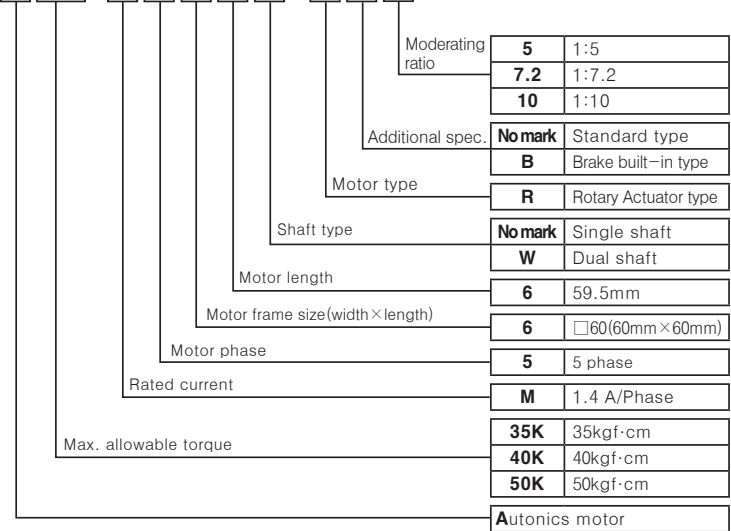 Moderating ratio
5 1:5
7.2 1:7.2
10 1:10
Additional spec.
No mark Standard type
B Brake built-in type
Motor type
R Rotary Actuator type
Shaft type
No mark Single shaft
W Dual shaft
Motor length
6 59.5mm
Motor frame size(width×length)
6 □60(60mm×60mm)
Motor phase
5 5 phase
Rated current
M 1.4 A/Phase
Max. allowable torque
35K 35kgf·cm
40K 40kgf·cm
50K 50kgf·cm
Autonics motor